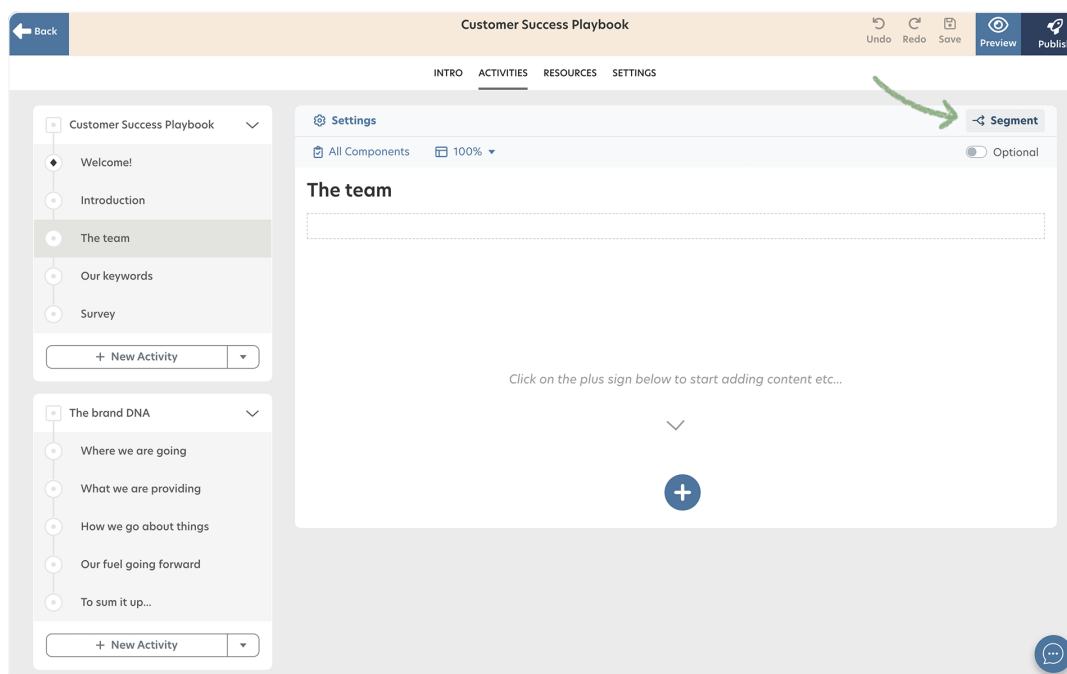 Back
Customer Success Playbook
Undo Redo Save Preview
INTRO ACTIVITIES RESOURCES SETTINGS
Customer Success Playbook
Welcome!
Introduction
The team
Our keywords
Survey
+ New Activity
The brand DNA
Where we are going
What we are providing
How we go about things
Our fuel going forward
To sum it up...
+ New Activity
Settings
Segment
All Components
100%
Optional
The team
Click on the plus sign below to start adding content etc...